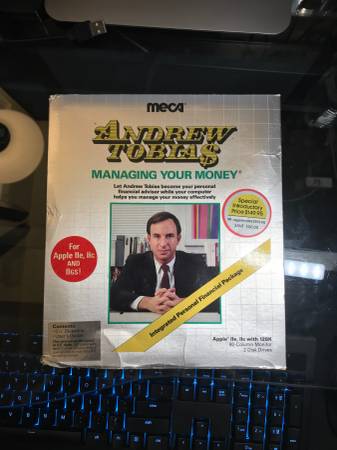 meca
ANDREW
TOBIA$
MANAGING YOUR MONEY®
Let Andrew Tobias become your personal
financial adviser while your computer
helps you manage your money effectively
Special
Introductory
Price $149.95
For
Apple IIe, IIc
AND
IIGS!
Integrated Personal Financial Package
Contents
Apple® IIe, IIc with 128K
80-Column Monitor
2 Disk Drives